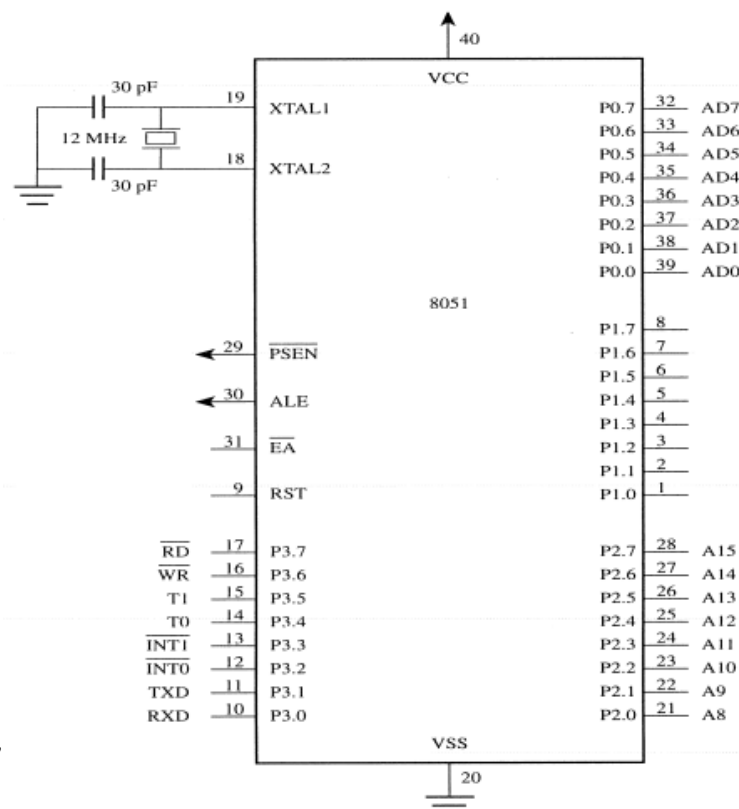 40
VCC
30 pF
19 XTAL1
12 MHz
18 XTAL2
30 pF
P0.7 32 AD7
P0.6 33 AD6
P0.5 34 AD5
P0.4 35 AD4
P0.3 36 AD3
P0.2 37 AD2
P0.1 38 AD1
P0.0 39 AD0
8051
29 PSEN
30 ALE
31 EA
9 RST
P1.7 8
P1.6 7
P1.5 6
P1.4 5
P1.3 4
P1.2 3
P1.1 2
P1.0 1
RD 17 P3.7
WR 16 P3.6
T1 15 P3.5
T0 14 P3.4
INT1 13 P3.3
INT0 12 P3.2
TXD 11 P3.1
RXD 10 P3.0
P2.7 28 A15
P2.6 27 A14
P2.5 26 A13
P2.4 25 A12
P2.3 24 A11
P2.2 23 A10
P2.1 22 A9
P2.0 21 A8
VSS
20